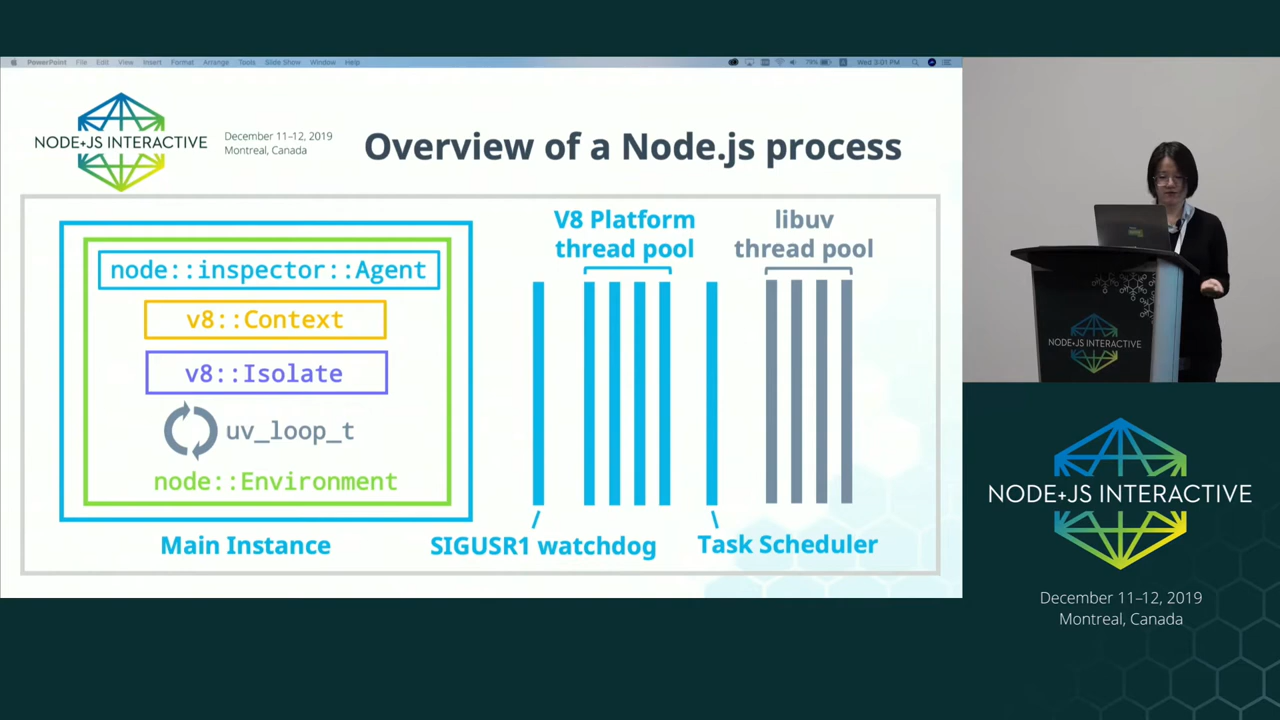 PowerPoint File Edit View Insert Format Arrange Tools Slide Show Window Help
79% Wed 3:01 PM
NODE+JS INTERACTIVE
December 11–12, 2019
Montreal, Canada
Overview of a Node.js process
node::inspector::Agent
v8::Context
v8::Isolate
uv_loop_t
node::Environment
Main Instance
V8 Platform
thread pool
libuv
thread pool
SIGUSR1 watchdog
Task Scheduler
NODE+JS INTERACTIVE
NODE+JS INTERACTIVE
December 11–12, 2019
Montreal, Canada